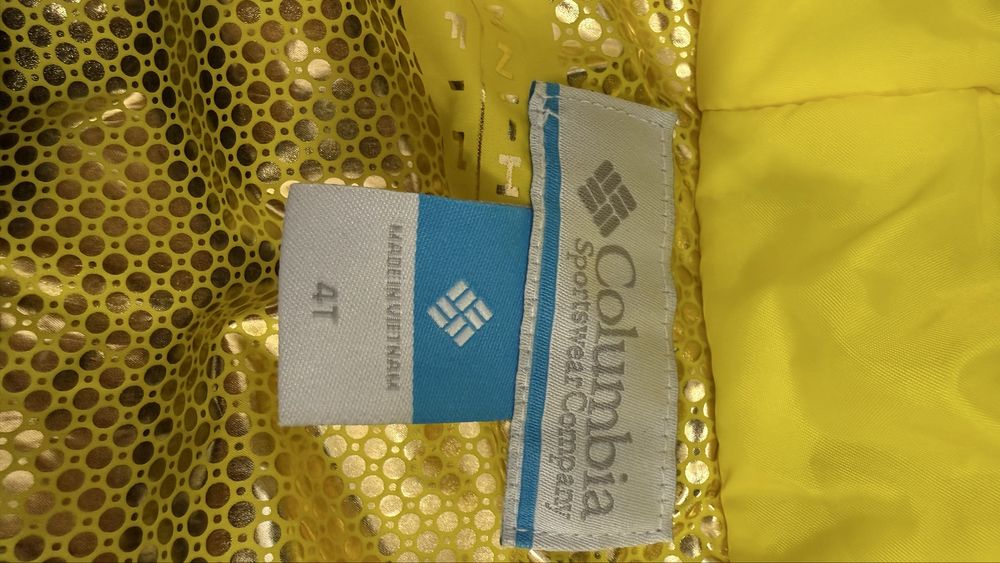 Columbia
Sportswear Company
MADE IN VIETNAM
4T